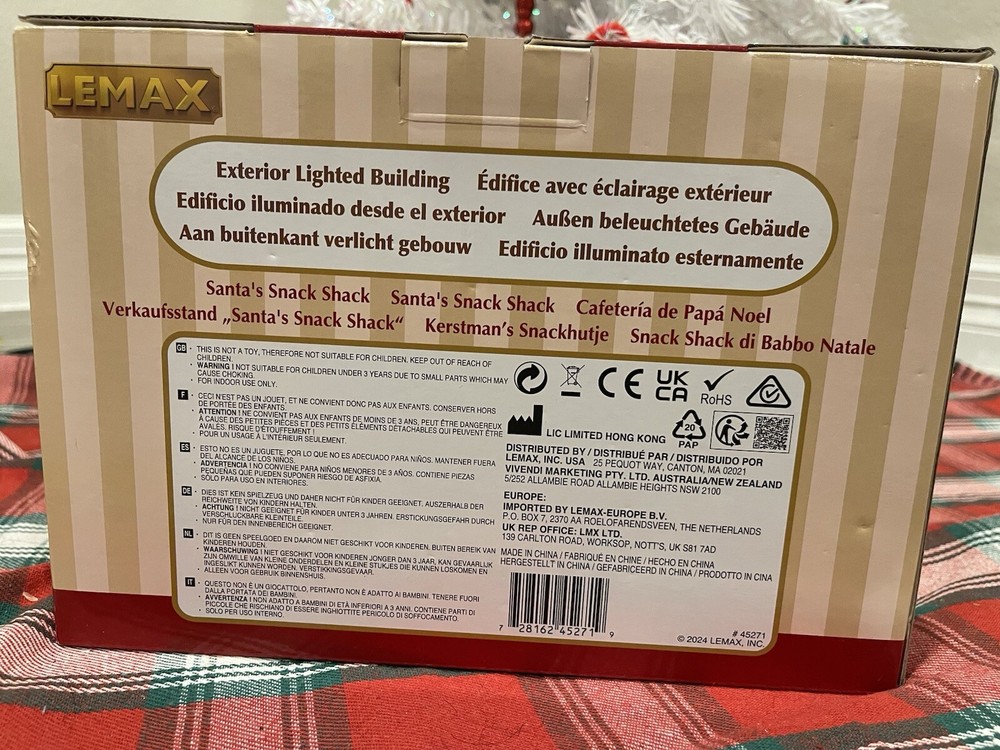 LEMAX
Exterior Lighted Building Édifice avec éclairage extérieur
Edificio iluminado desde el exterior Außen beleuchtetes Gebäude
Aan buitenkant verlicht gebouw Edificio illuminato esternamente
Santa's Snack Shack Santa's Snack Shack Cafetería de Papá Noel
Verkaufsstand „Santa's Snack Shack“ Kerstman's Snackhutje Snack Shack di Babbo Natale
GB · THIS IS NOT A TOY, THEREFORE NOT SUITABLE FOR CHILDREN. KEEP OUT OF REACH OF
CHILDREN.
· WARNING ! NOT SUITABLE FOR CHILDREN UNDER 3 YEARS DUE TO SMALL PARTS WHICH MAY
CAUSE CHOKING.
· FOR INDOOR USE ONLY.
F · CECI N'EST PAS UN JOUET, ET NE CONVIENT DONC PAS AUX ENFANTS. CONSERVER HORS
DE PORTÉE DES ENFANTS.
· ATTENTION ! NE CONVIENT PAS AUX ENFANTS DE MOINS DE 3 ANS, PEUT ÊTRE DANGEREUX
À CAUSE DES PETITES PIÈCES ET DES PETITS ÉLÉMENTS DÉTACHABLES QUI PEUVENT ÊTRE
AVALÉS. RISQUE D'ÉTOUFFEMENT !
· POUR UN USAGE À L'INTÉRIEUR SEULEMENT.
ES · ESTO NO ES UN JUGUETE, POR LO QUE NO ES ADECUADO PARA NIÑOS. MANTENER FUERA
DEL ALCANCE DE LOS NIÑOS.
· ADVERTENCIA ! NO CONVIENE PARA NIÑOS MENORES DE 3 AÑOS. CONTIENE PIEZAS
PEQUEÑAS QUE PUEDEN SUPONER RIESGO DE ASFIXIA.
· SÓLO PARA USO EN INTERIORES.
DE · DIES IST KEIN SPIELZEUG UND DAHER NICHT FÜR KINDER GEEIGNET. AUSSERHALB DER
REICHWEITE VON KINDERN HALTEN.
· ACHTUNG ! NICHT GEEIGNET FÜR KINDER UNTER 3 JAHREN. ERSTICKUNGSGEFAHR DURCH
VERSCHLUCKBARE KLEINTEILE.
· NUR FÜR DEN INNENBEREICH GEEIGNET.
NL · DIT IS GEEN SPEELGOED EN DAAROM NIET GESCHIKT VOOR KINDEREN. BUITEN BEREIK VAN
KINDEREN HOUDEN.
· WAARSCHUWING ! NIET GESCHIKT VOOR KINDEREN JONGER DAN 3 JAAR, KAN GEVAARLIJK
ZIJN OMWILLE VAN KLEINE ONDERDELEN EN KLEINE STUKJES DIE KUNNEN LOSKOMEN EN
INGESLIKT KUNNEN WORDEN. VERSTIKKINGSGEVAAR.
· ALLEEN VOOR GEBRUIK BINNENSHUIS.
IT · QUESTO NON È UN GIOCATTOLO, PERTANTO NON È ADATTO AI BAMBINI. TENERE FUORI
DALLA PORTATA DEI BAMBINI.
· AVVERTENZA ! NON ADATTO A BAMBINI DI ETÀ INFERIORI A 3 ANNI. CONTIENE PARTI DI
PICCOLE CHE RISCHIANO DI ESSERE INGHIOTTITE PERICOLO DI SOFFOCAMENTO.
· SOLO PER USO INTERNO.
CE UK CA RoHS
LIC LIMITED HONG KONG
20
PAP
DISTRIBUTED BY / DISTRIBUÉ PAR / DISTRIBUIDO POR
LEMAX, INC. USA 25 PEQUOT WAY, CANTON, MA 02021
VIVENDI MARKETING PTY. LTD. AUSTRALIA/NEW ZEALAND
5/252 ALLAMBIE ROAD ALLAMBIE HEIGHTS NSW 2100
EUROPE:
IMPORTED BY LEMAX-EUROPE B.V.
P.O. BOX 7, 2370 AA ROELOFARENDSVEEN, THE NETHERLANDS
UK REP OFFICE: LMX LTD.
139 CARLTON ROAD, WORKSOP, NOTT'S, UK S81 7AD
MADE IN CHINA / FABRIQUÉ EN CHINE / HECHO EN CHINA
HERGESTELLT IN CHINA / GEFABRICEERD IN CHINA / PRODOTTO IN CINA
7 28162 45271 9
# 45271
© 2024 LEMAX, INC.